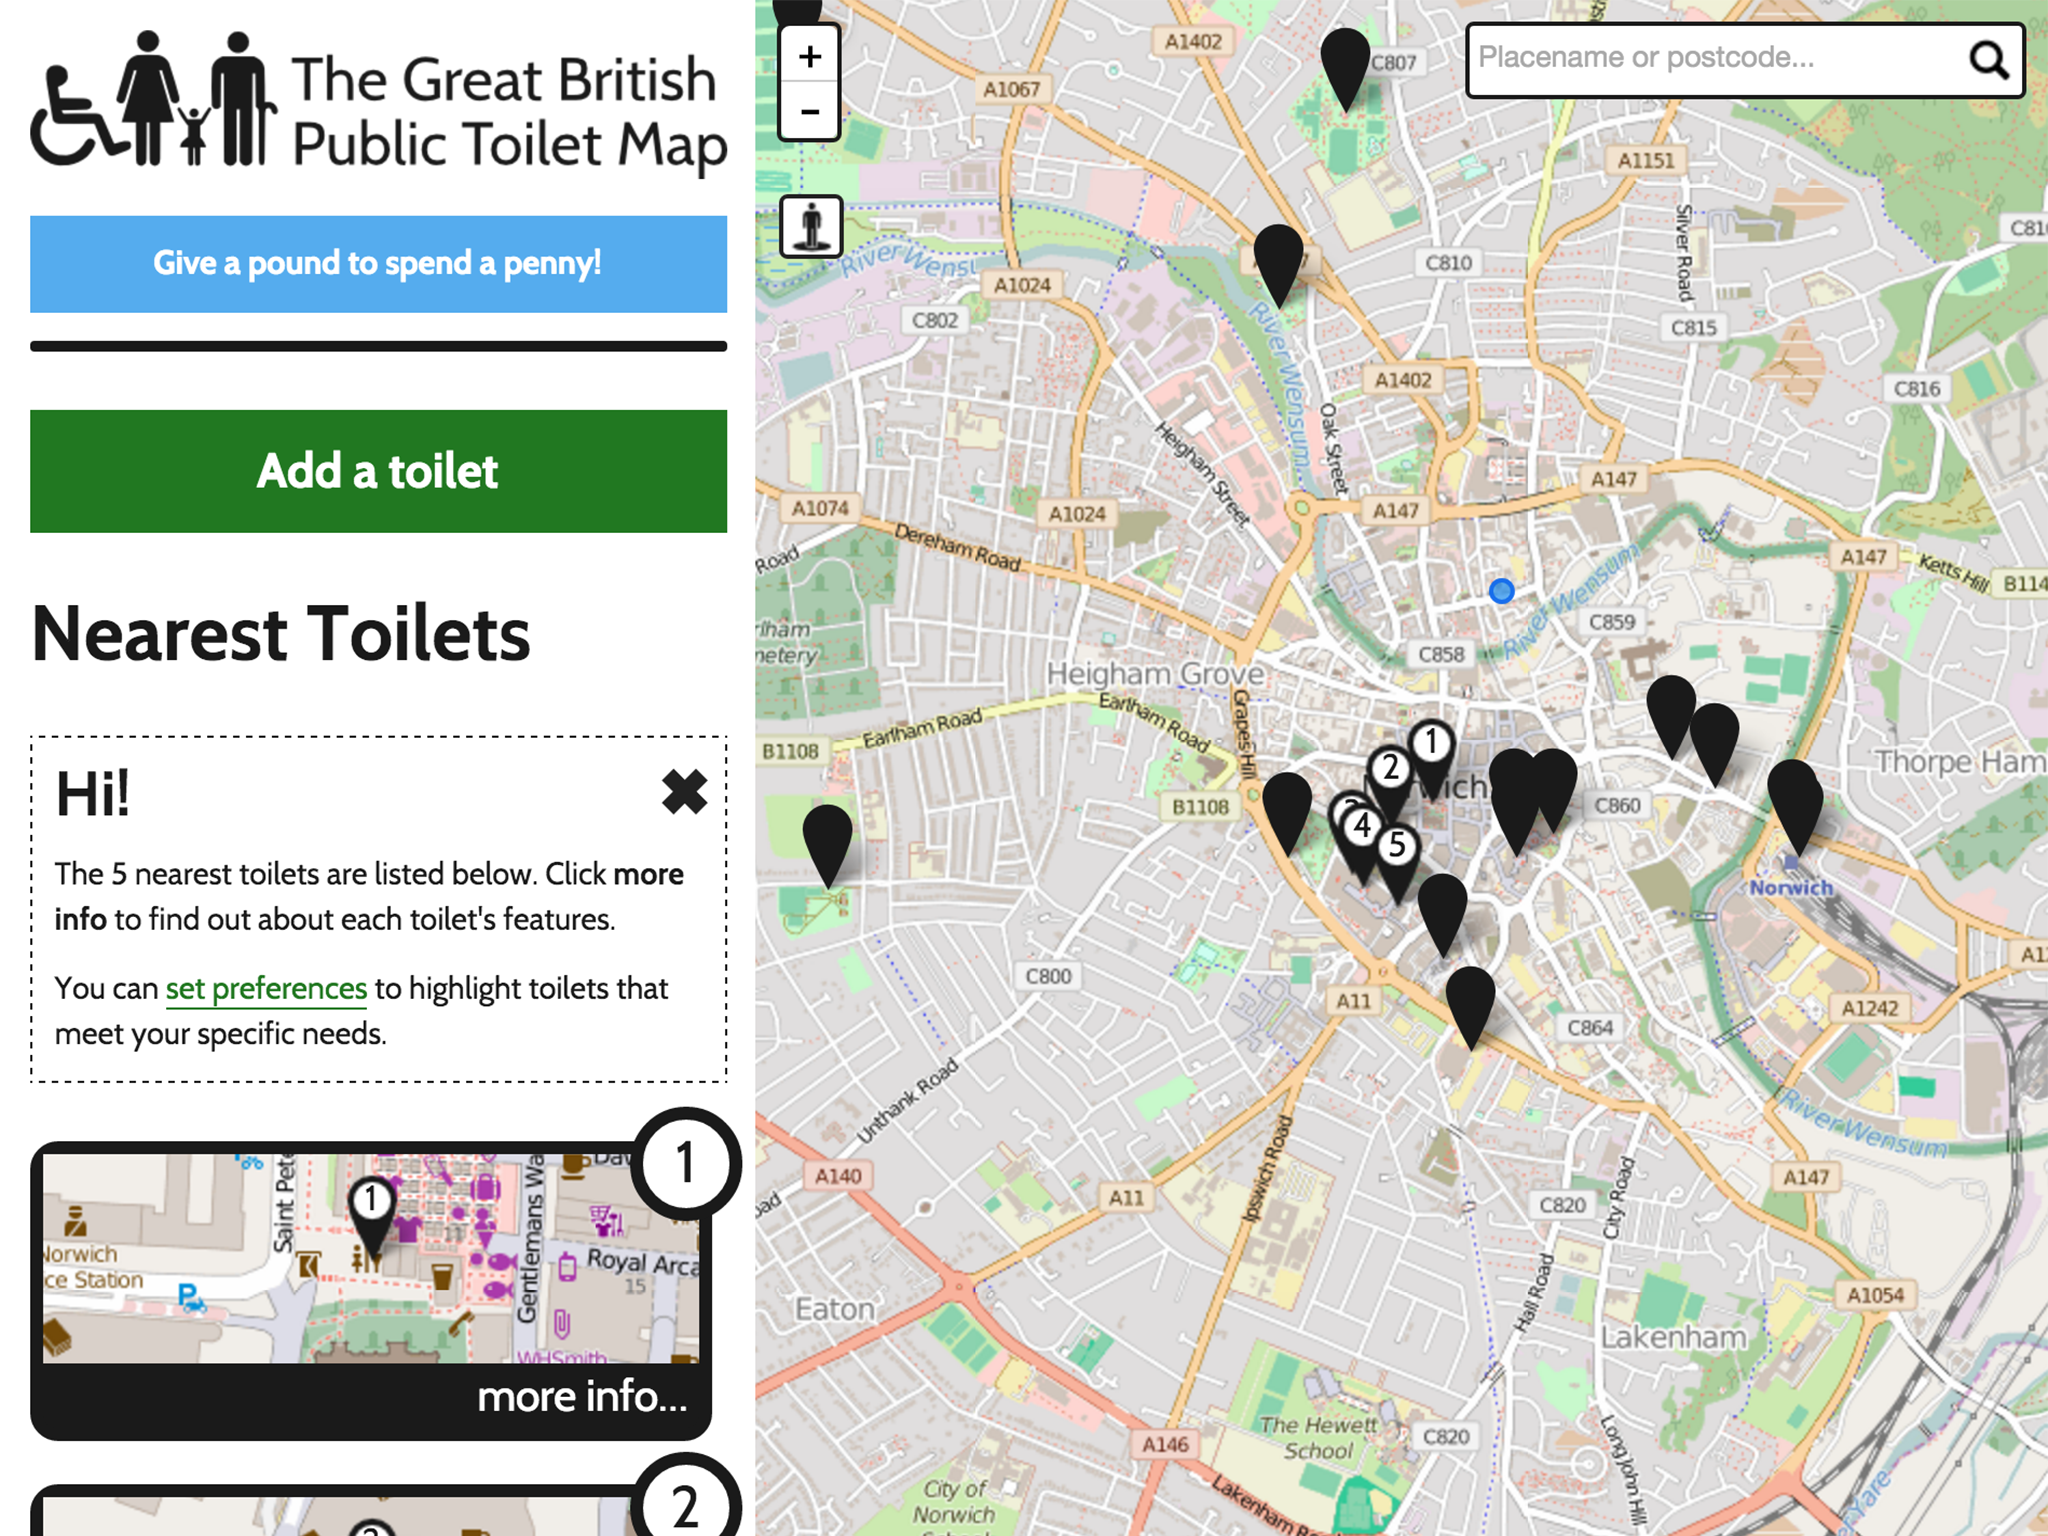 The Great British
Public Toilet Map
Give a pound to spend a penny!
Add a toilet
Nearest Toilets
Hi!
The 5 nearest toilets are listed below. Click more
info to find out about each toilet's features.
You can set preferences to highlight toilets that
meet your specific needs.
1
1
Saint Pete
Gentlemans Wa
Norwich
ce Station
P
Royal Arca
15
WHSmith
more info...
2
+
-
Placename or postcode...
A1402
C807
A1067
A1151
Silver Road
C810
River Wensu
A1024
C802
C815
River Wensum
A1402
C816
Oak Street
Heigham Street
A147
A147
A1074
A1024
Dereham Road
Road
A147
Ketts Hill
B114
River Wensum
C859
C858
Heigham Grove
Grapes Hill
Earlham Road
Earlham Road
B1108
B1108
1
2
4
5
C860
Thorpe Ham
Norwich
C800
A11
C864
A1242
Unthank Road
River Wensum
A140
A11
Ipswich Road
C820
City Road
A147
Hall Road
A1054
Eaton
Lakenham
The Hewett
School
C820
A146
Long John Hill
City of
Norwich
Lakenham Roa